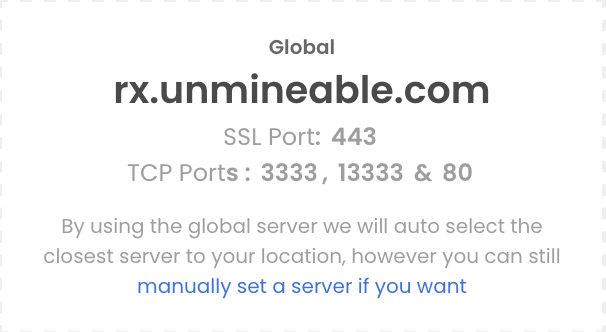 Global
rx.unmineable.com
SSL Port: 443
TCP Ports : 3333 , 13333 & 80
By using the global server we will auto select the
closest server to your location, however you can still
manually set a server if you want